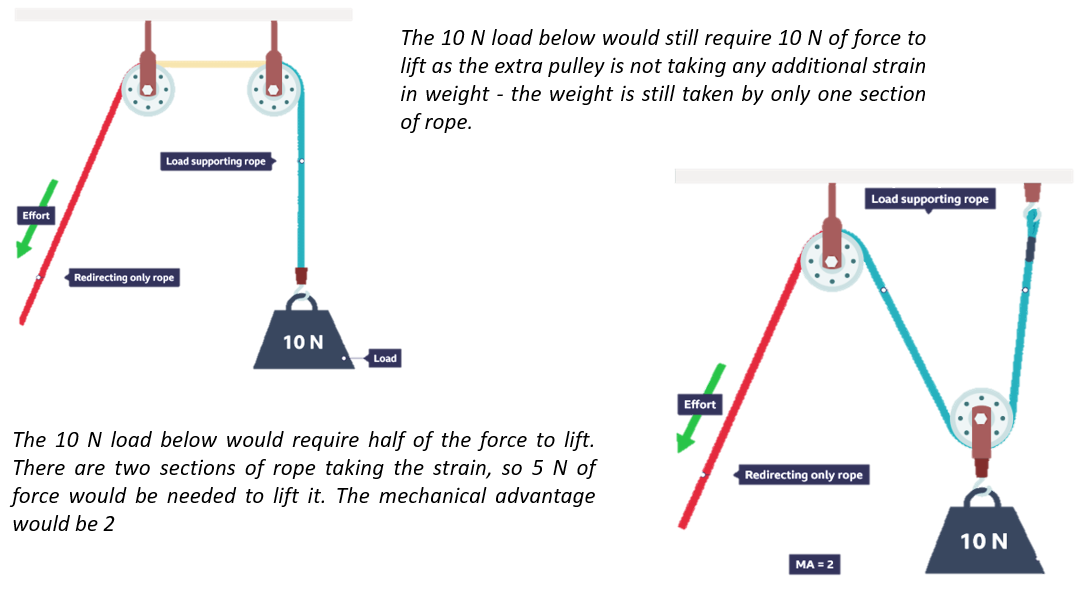 The 10 N load below would still require 10 N of force to
lift as the extra pulley is not taking any additional strain
in weight - the weight is still taken by only one section
of rope.
Load supporting rope
Effort
Redirecting only rope
10 N
Load
Load supporting rope
Effort
Redirecting only rope
10 N
MA = 2
The 10 N load below would require half of the force to lift.
There are two sections of rope taking the strain, so 5 N of
force would be needed to lift it. The mechanical advantage
would be 2